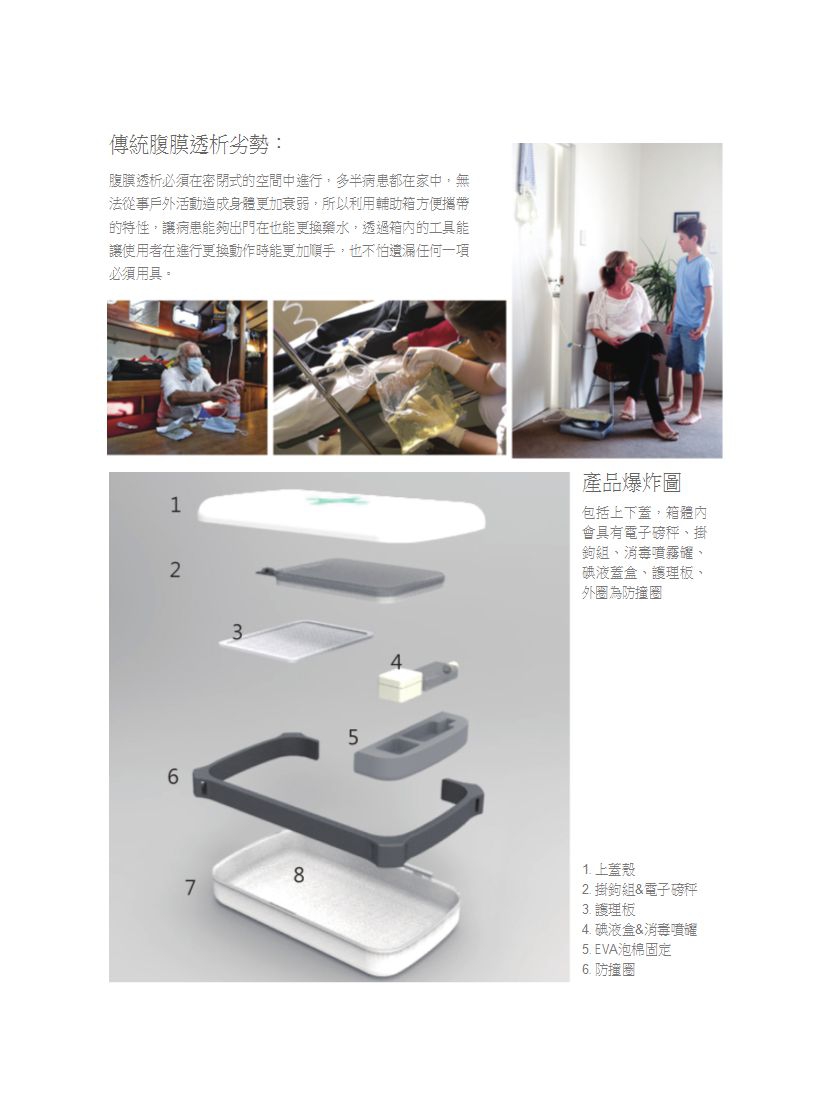 傳統腹膜透析劣勢：
腹膜透析必須在密閉式的空間中進行，多半病患都在家中，無
法從事戶外活動造成身體更加衰弱，所以利用輔助箱方便攜帶
的特性，讓病患能夠出門在也能更換藥水，透過箱內的工具能
讓使用者在進行更換動作時能更加順手，也不怕遺漏任何一項
必須用具。
產品爆炸圖
包括上下蓋，箱體內
會具有電子磅秤、掛
鉤組、消毒噴霧罐、
碘液蓋盒、護理板、
外圈為防撞圈
1
2
3
4
5
6
7
8
1. 上蓋殼
2. 掛鉤組&電子磅秤
3. 護理板
4. 碘液盒&消毒噴罐
5. EVA泡棉固定
6. 防撞圈